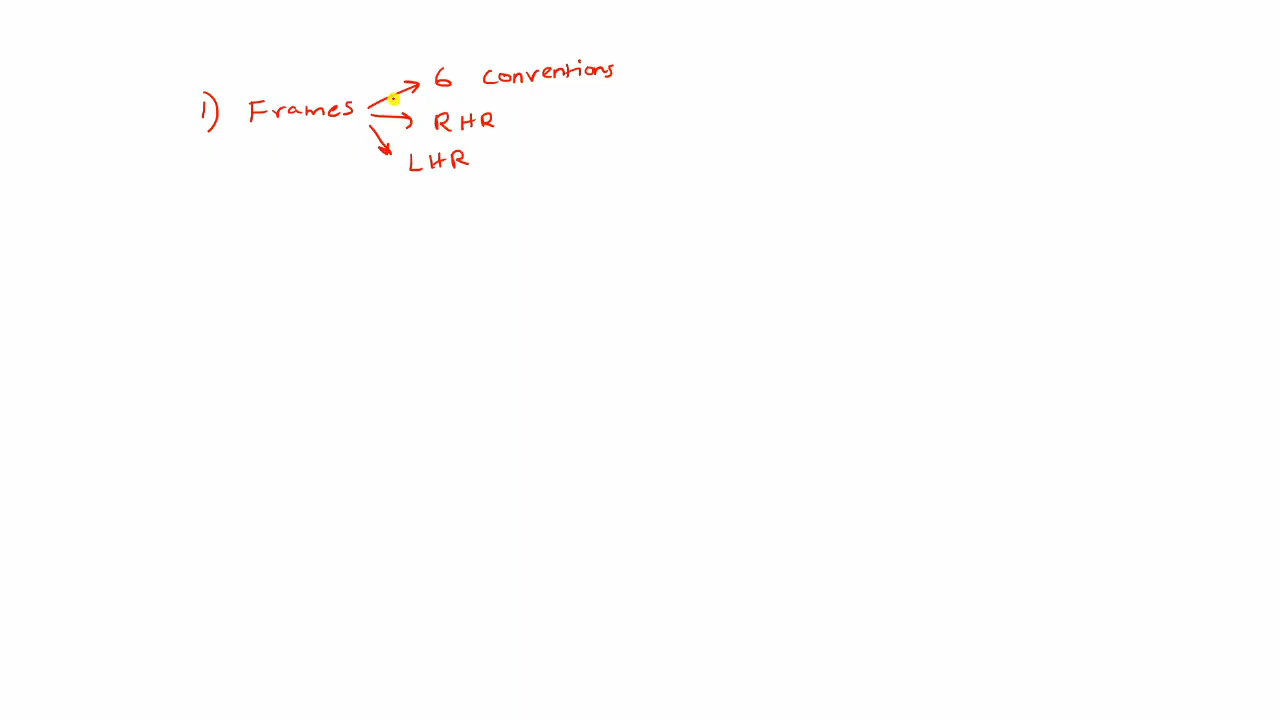 1) Frames → 6 conventions
→ RHR
→ LHR